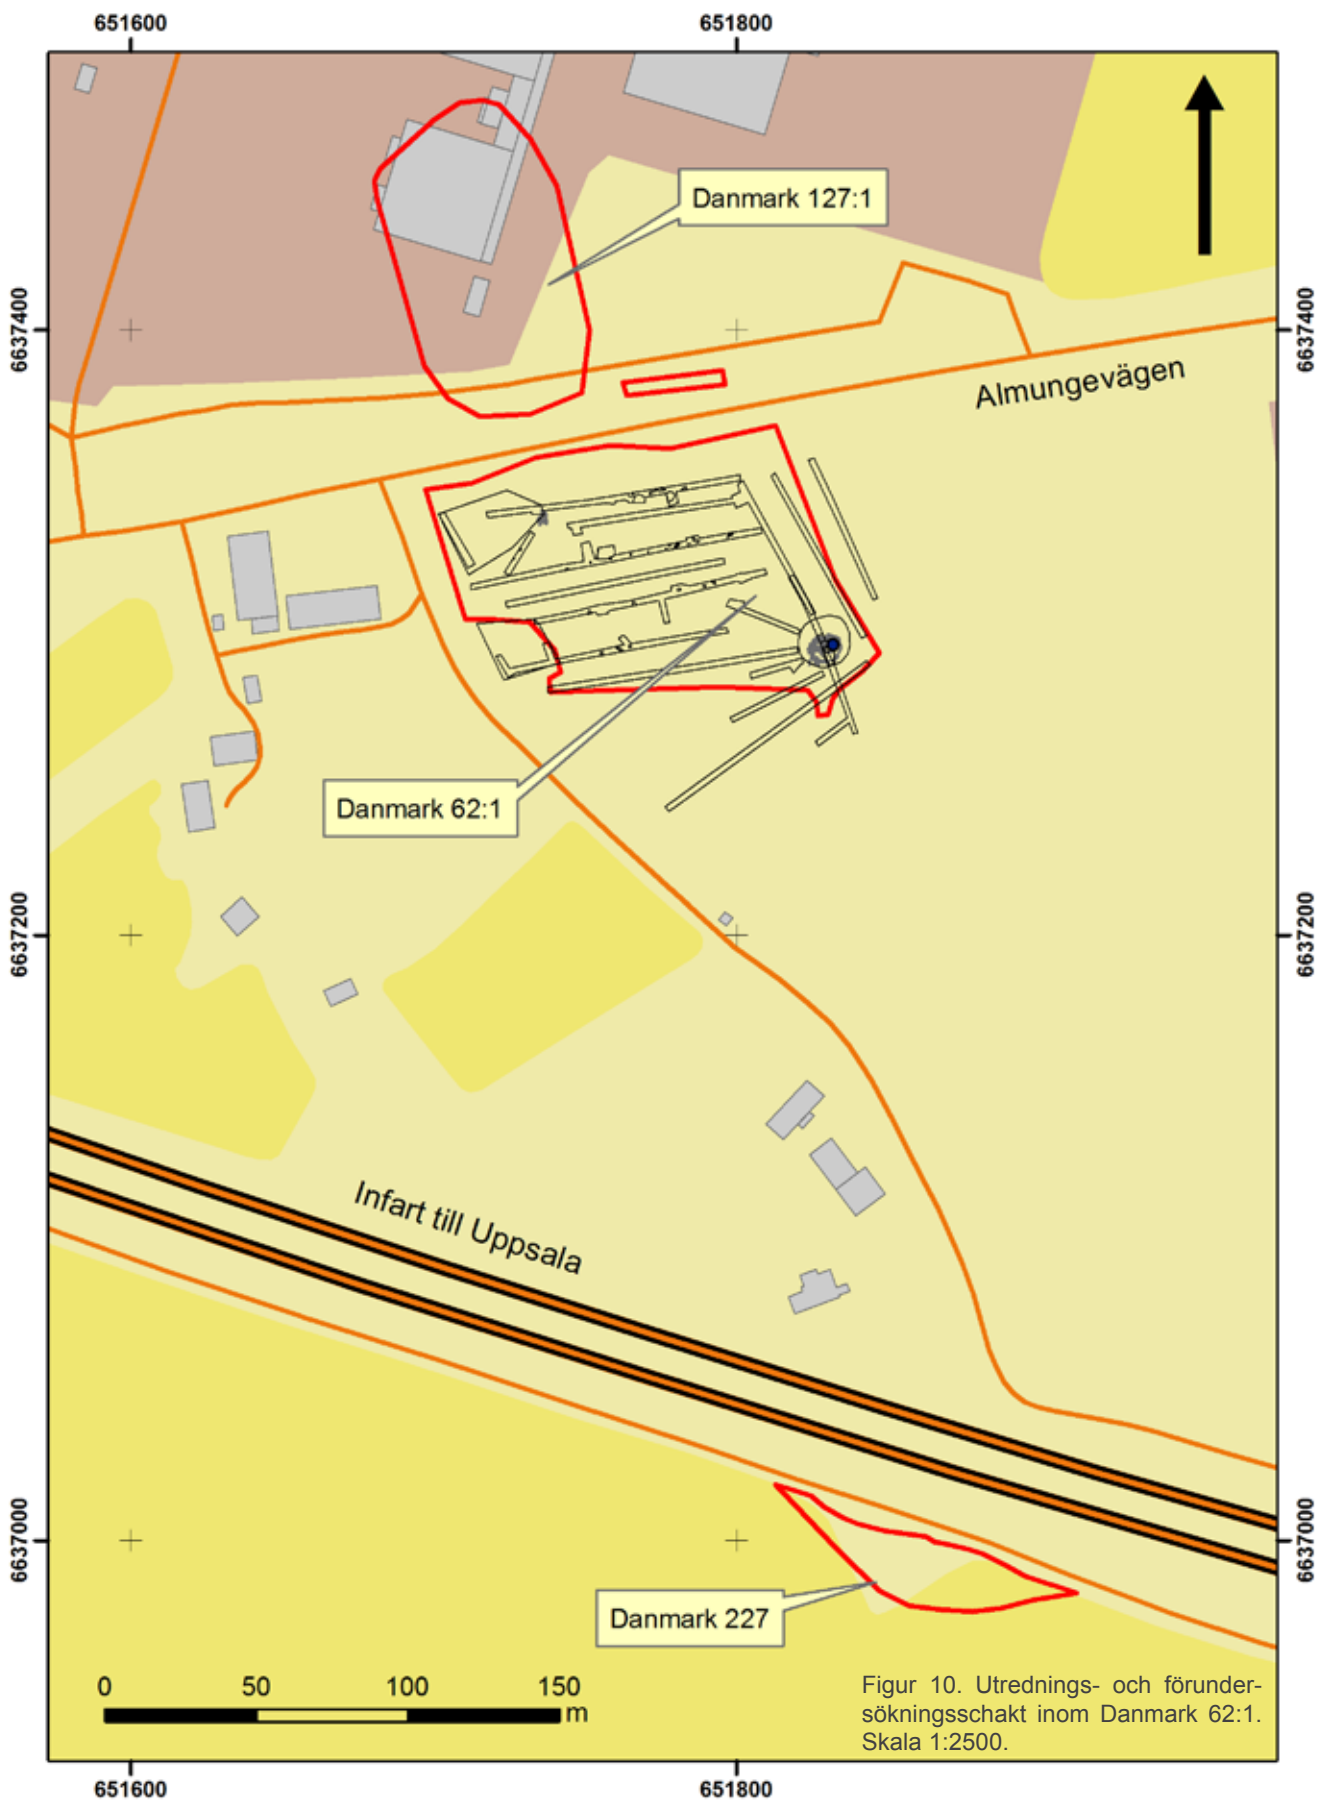 651600
651800
Danmark 127:1
6637400
6637400
Almungevägen
Danmark 62:1
6637200
6637200
Infart till Uppsala
6637000
6637000
Danmark 227
0 50 100 150
m
Figur 10. Utrednings- och förunder-
sökningsschakt inom Danmark 62:1.
Skala 1:2500.
651600
651800